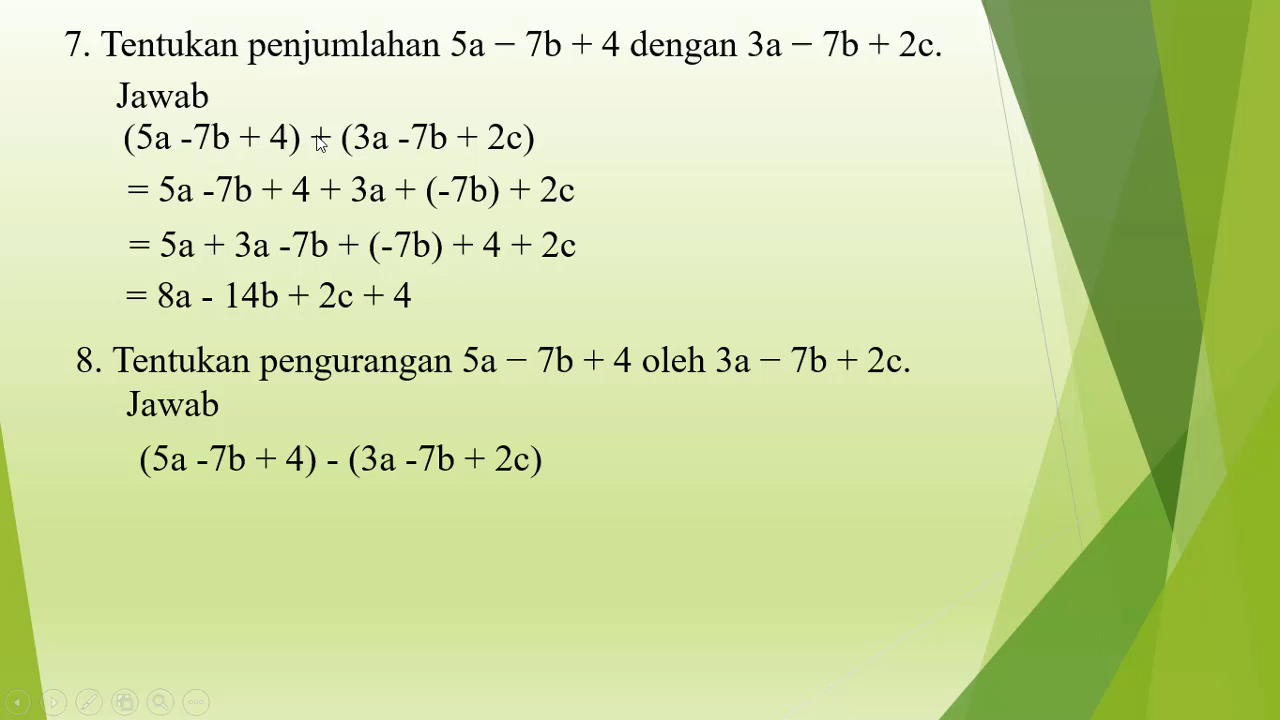 7. Tentukan penjumlahan 5a − 7b + 4 dengan 3a − 7b + 2c.
Jawab
(5a -7b + 4) + (3a -7b + 2c)
= 5a -7b + 4 + 3a + (-7b) + 2c
= 5a + 3a -7b + (-7b) + 4 + 2c
= 8a - 14b + 2c + 4
8. Tentukan pengurangan 5a − 7b + 4 oleh 3a − 7b + 2c.
Jawab
(5a -7b + 4) - (3a -7b + 2c)